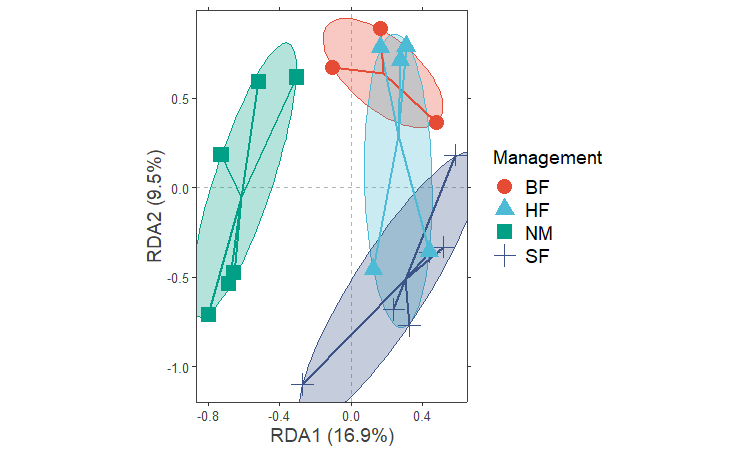 0.5
0.0
-0.5
-1.0
RDA2 (9.5%)
-0.8
-0.4
0.0
0.4
RDA1 (16.9%)
Management
BF
HF
NM
SF